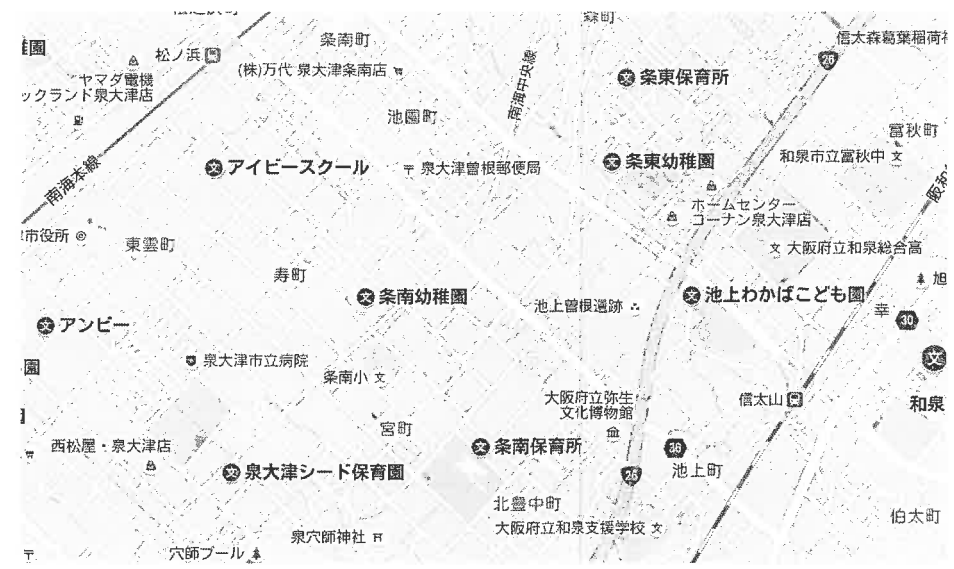 森町
条南町
信太森葛葉稲荷神
松ノ浜
26
(株)万代 泉大津条南店
条東保育所
ヤマダ電機
ックランド泉大津店
南海中央線
池園町
富秋町
アイビースクール
泉大津曽根郵便局
条東幼稚園
和泉市立富秋中
南海本線
阪和
ホームセンター
コーナン泉大津店
市役所
東雲町
大阪府立和泉総合高
寿町
旭
条南幼稚園
池上曽根遺跡
池上わかばこども園
幸
30
アンビー
泉大津市立病院
園
条南小
大阪府立弥生
文化博物館
信太山
和泉
宮町
西松屋・泉大津店
条南保育所
36
泉大津シード保育園
26
池上町
北豊中町
伯太町
大阪府立和泉支援学校
泉穴師神社
穴師プール